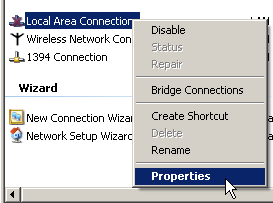 Local Area Connection
Wireless Network Con
1394 Connection
Wizard
New Connection Wizar
Network Setup Wizard
Disable
Status
Repair
Bridge Connections
Create Shortcut
Delete
Rename
Properties